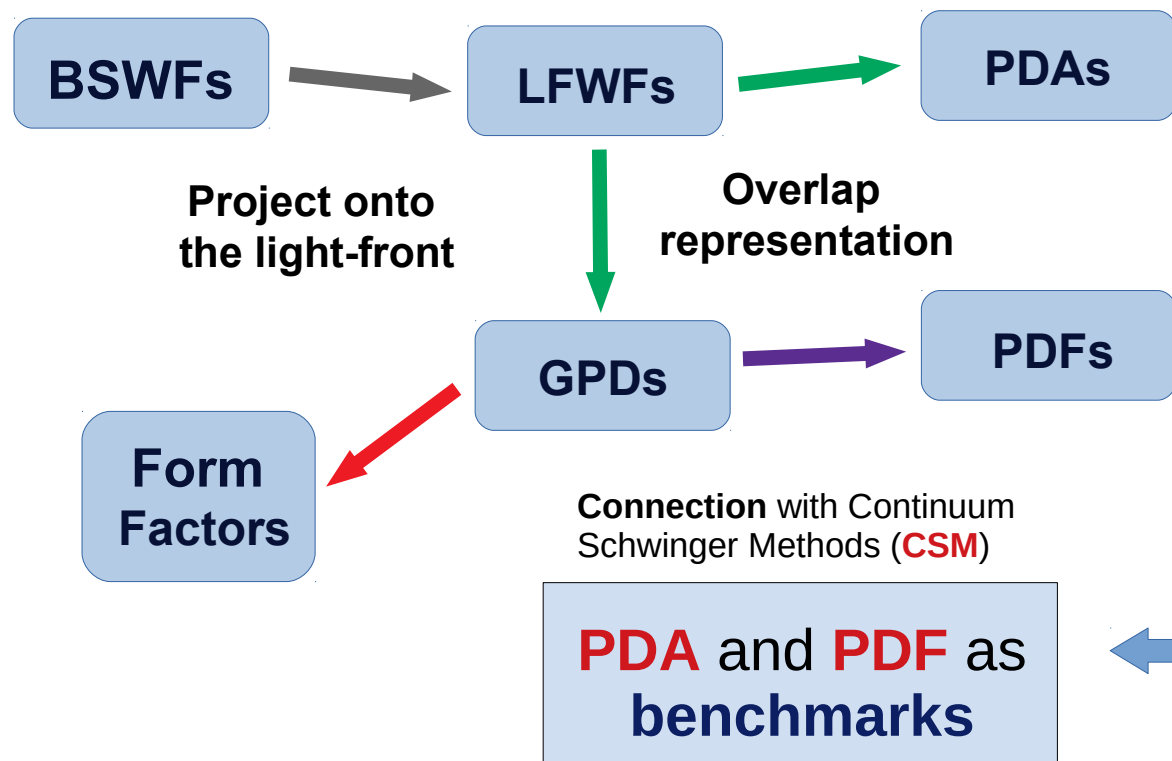 BSWFs
LFWFs
PDAs
Project onto
the light-front
Overlap
representation
GPDs
PDFs
Form
Factors
Connection with Continuum
Schwinger Methods (CSM)
PDA and PDF as
benchmarks